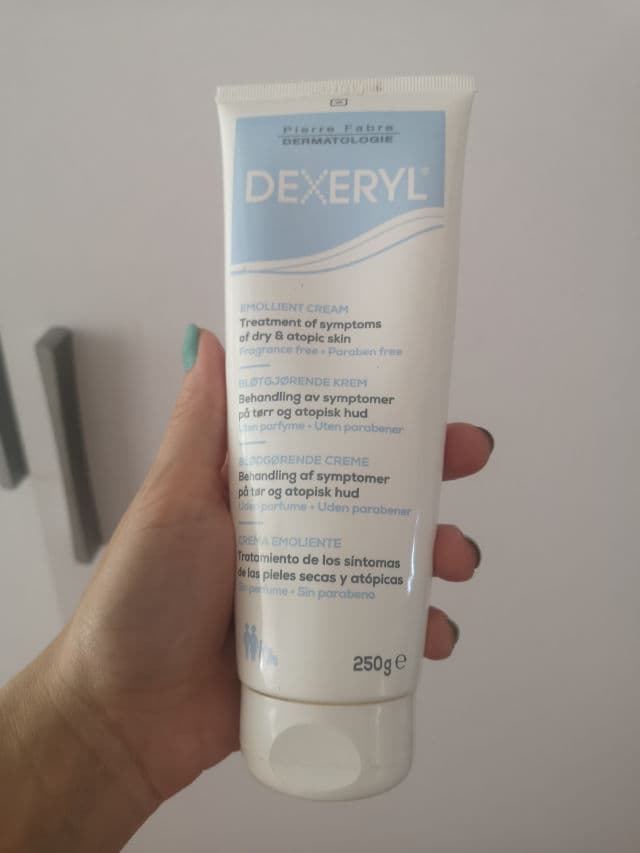 Pierre Fabre
DERMATOLOGIE
DEXERYL®
EMOLLIENT CREAM
Treatment of symptoms
of dry & atopic skin
Fragrance free • Paraben free
BLØTGJØRENDE KREM
Behandling av symptomer
på tørr og atopisk hud
Uten parfyme • Uten parabener
BLØDGØRENDE CREME
Behandling af symptomer
på tør og atopisk hud
Uden parfume • Uden parabener
CREMA EMOLIENTE
Tratamiento de los síntomas
de las pieles secas y atópicas
Sin perfume • Sin parabeno
250g ℮